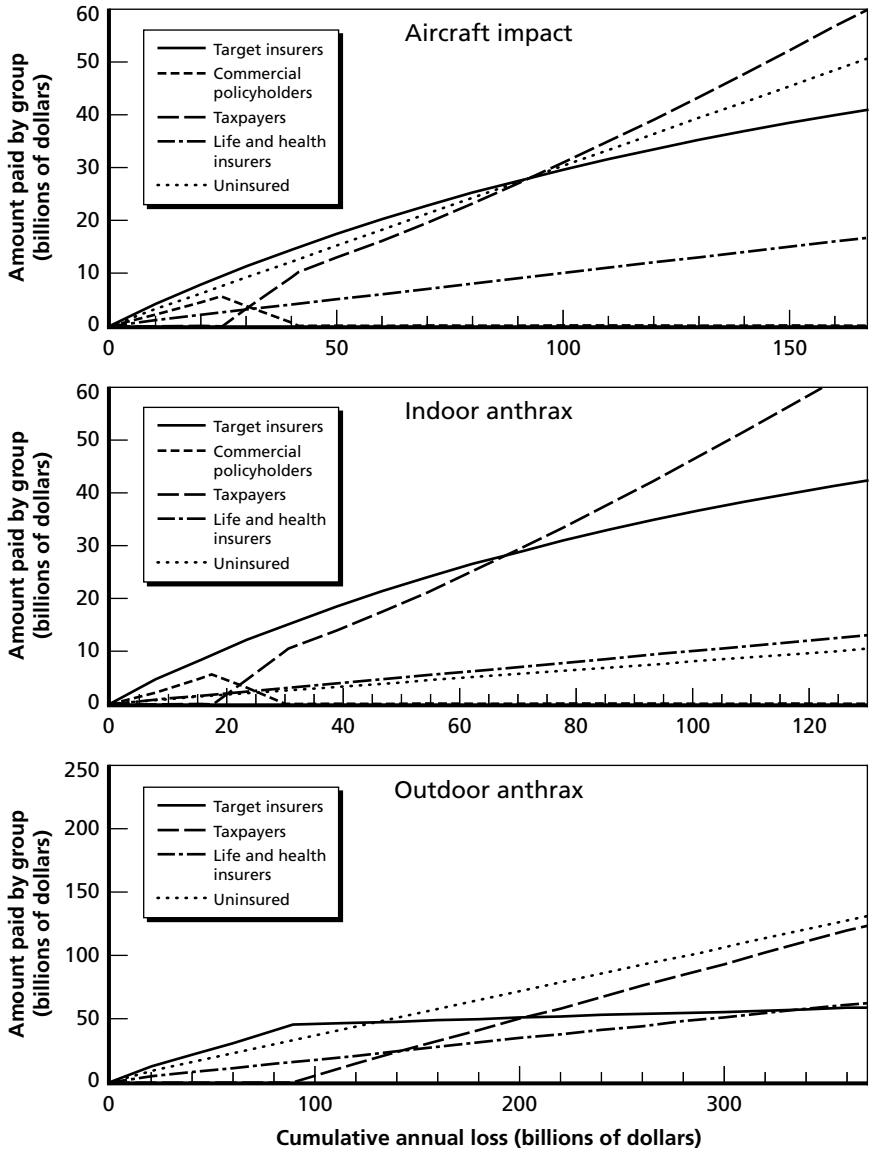 Aircraft impact
Amount paid by group
(billions of dollars)
60
50
40
30
20
10
0
Target insurers
Commercial
policyholders
Taxpayers
Life and health
insurers
Uninsured
0 50 100 150
Indoor anthrax
Amount paid by group
(billions of dollars)
60
50
40
30
20
10
0
Target insurers
Commercial
policyholders
Taxpayers
Life and health
insurers
Uninsured
0 20 40 60 80 100 120
Outdoor anthrax
Amount paid by group
(billions of dollars)
250
200
150
100
50
0
Target insurers
Taxpayers
Life and health
insurers
Uninsured
0 100 200 300
Cumulative annual loss (billions of dollars)